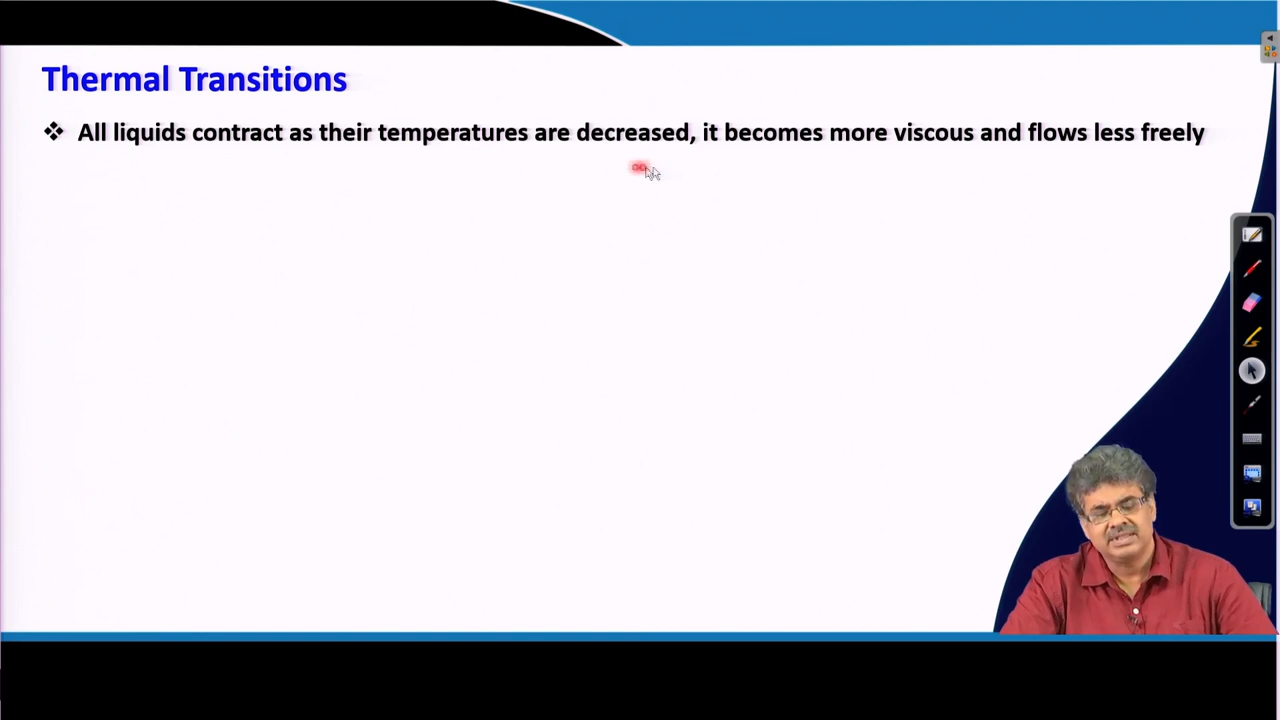 Thermal Transitions
❖ All liquids contract as their temperatures are decreased, it becomes more viscous and flows less freely